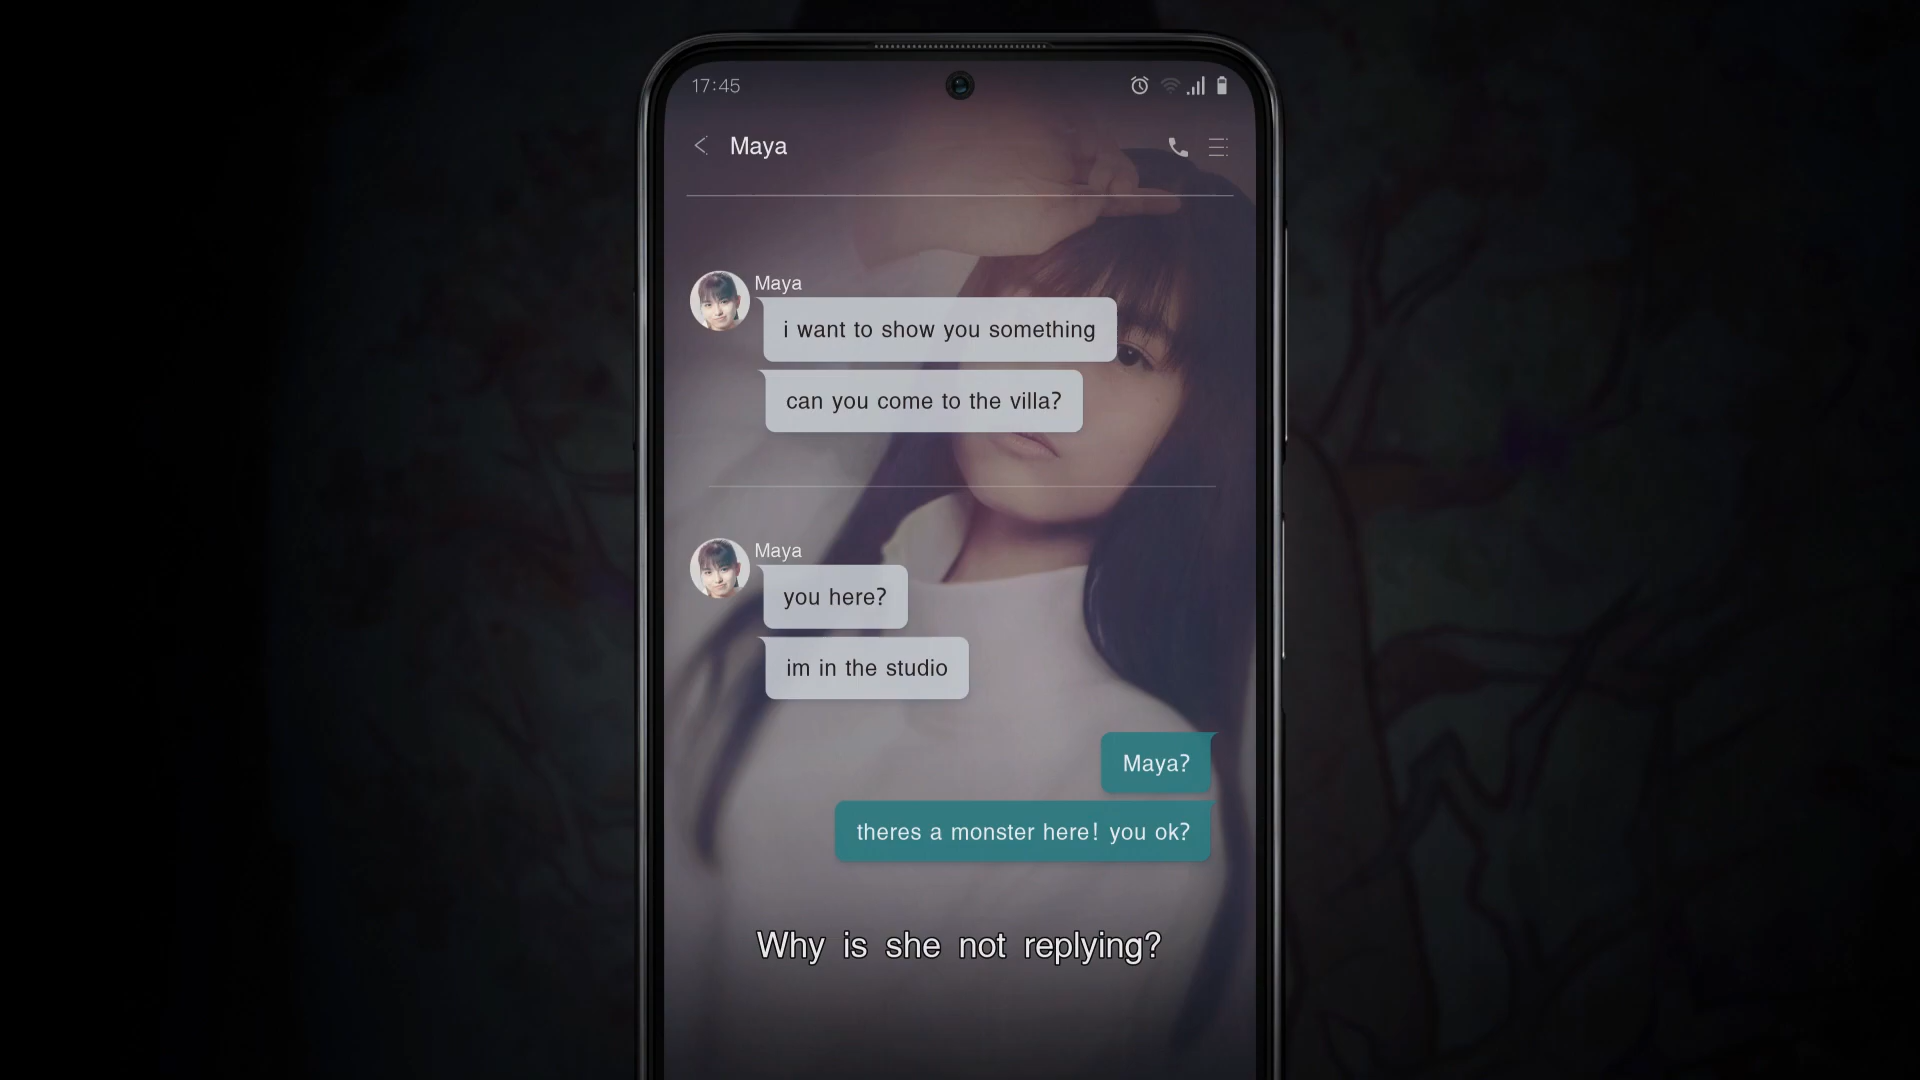 17:45
Maya
Maya
i want to show you something
can you come to the villa?
Maya
you here?
im in the studio
Maya?
theres a monster here! you ok?
Why is she not replying?